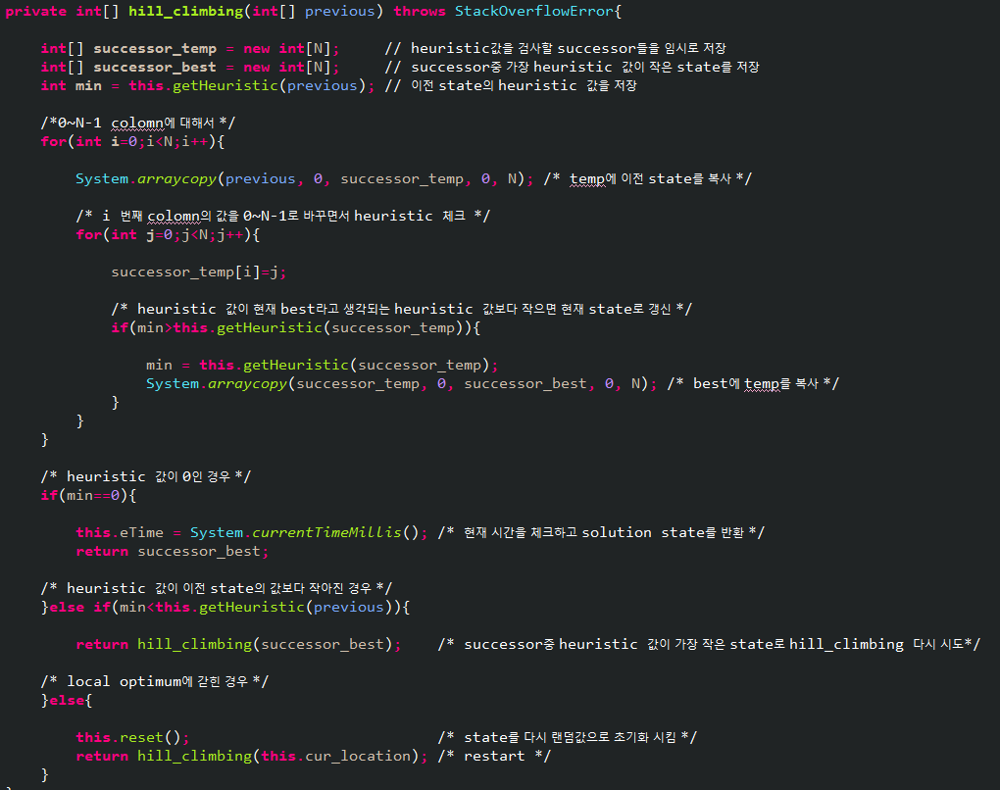 private int[] hill_climbing(int[] previous) throws StackOverflowError{
int[] successor_temp = new int[N]; // heuristic값을 검사할 successor들을 임시로 저장
int[] successor_best = new int[N]; // successor중 가장 heuristic 값이 작은 state를 저장
int min = this.getHeuristic(previous); // 이전 state의 heuristic 값을 저장
/*0~N-1 colomn에 대해서 */
for(int i=0;i<N;i++){
System.arraycopy(previous, 0, successor_temp, 0, N); /* temp에 이전 state를 복사 */
/* i 번째 colomn의 값을 0~N-1로 바꾸면서 heuristic 체크 */
for(int j=0;j<N;j++){
successor_temp[i]=j;
/* heuristic 값이 현재 best라고 생각되는 heuristic 값보다 작으면 현재 state로 갱신 */
if(min>this.getHeuristic(successor_temp)){
min = this.getHeuristic(successor_temp);
System.arraycopy(successor_temp, 0, successor_best, 0, N); /* best에 temp를 복사 */
}
}
}
/* heuristic 값이 0인 경우 */
if(min==0){
this.eTime = System.currentTimeMillis(); /* 현재 시간을 체크하고 solution state를 반환 */
return successor_best;
/* heuristic 값이 이전 state의 값보다 작아진 경우 */
}else if(min<this.getHeuristic(previous)){
return hill_climbing(successor_best); /* successor중 heuristic 값이 가장 작은 state로 hill_climbing 다시 시도*/
/* local optimum에 갇힌 경우 */
}else{
this.reset(); /* state를 다시 랜덤값으로 초기화 시킴 */
return hill_climbing(this.cur_location); /* restart */
}